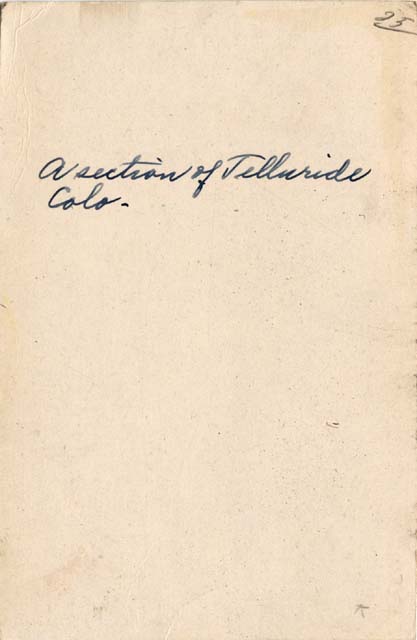 25
A section of Telluride
Colo-